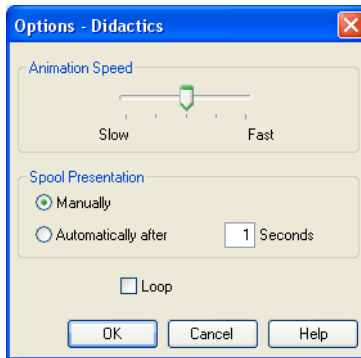 Options - Didactics
Animation Speed
Slow Fast
Spool Presentation
Manually
Automatically after 1 Seconds
Loop
OK Cancel Help